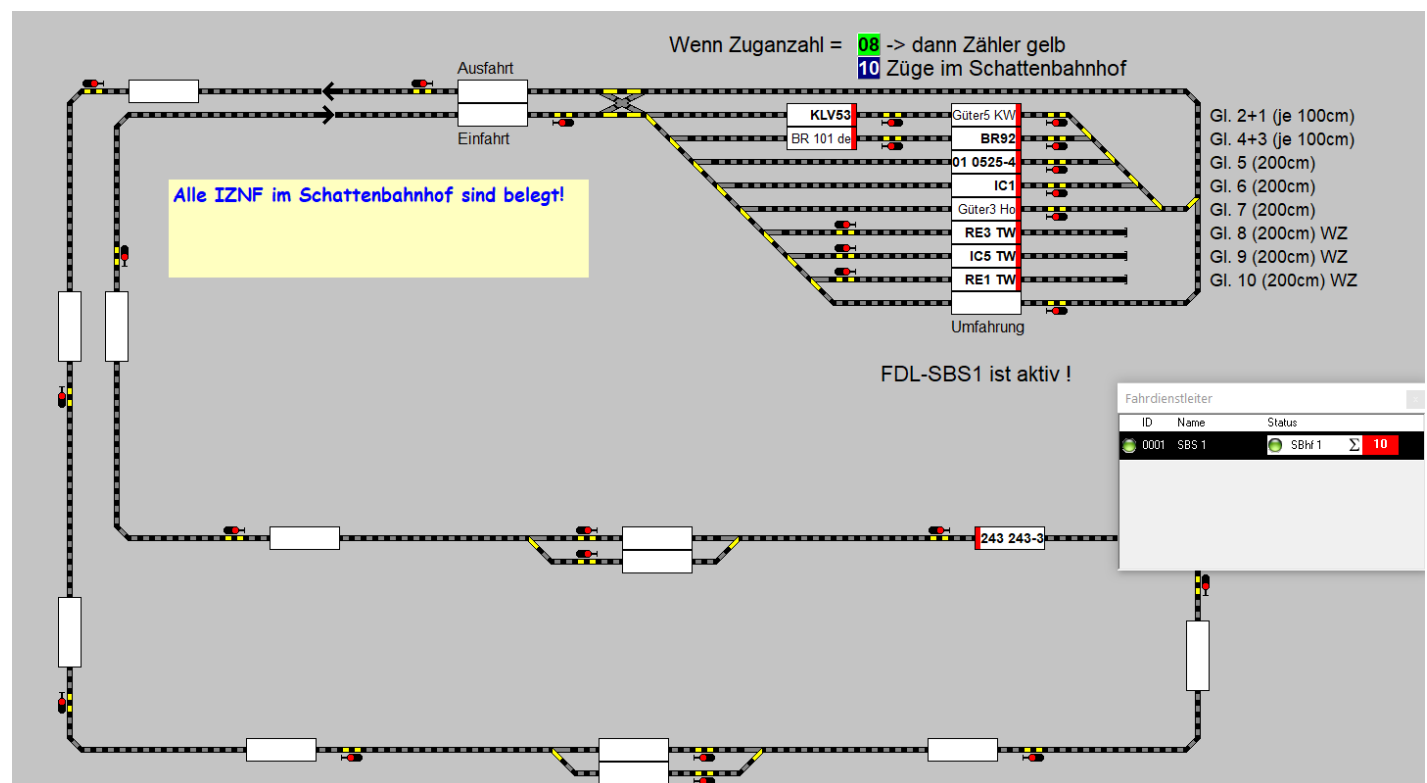 Wenn Zuganzahl = 08 -> dann Zähler gelb
10 Züge im Schattenbahnhof
Ausfahrt
Einfahrt
KLV53
Güter5 KW
Gl. 2+1 (je 100cm)
BR 101 de
BR92
Gl. 4+3 (je 100cm)
01 0525-4
Gl. 5 (200cm)
IC1
Gl. 6 (200cm)
Güter3 Ho
Gl. 7 (200cm)
RE3 TW
Gl. 8 (200cm) WZ
IC5 TW
Gl. 9 (200cm) WZ
RE1 TW
Gl. 10 (200cm) WZ
Umfahrung
Alle IZNF im Schattenbahnhof sind belegt!
FDL-SBS1 ist aktiv !
Fahrdienstleiter
ID Name Status
0001 SBS 1 SBhf 1 Σ 10
243 243-3